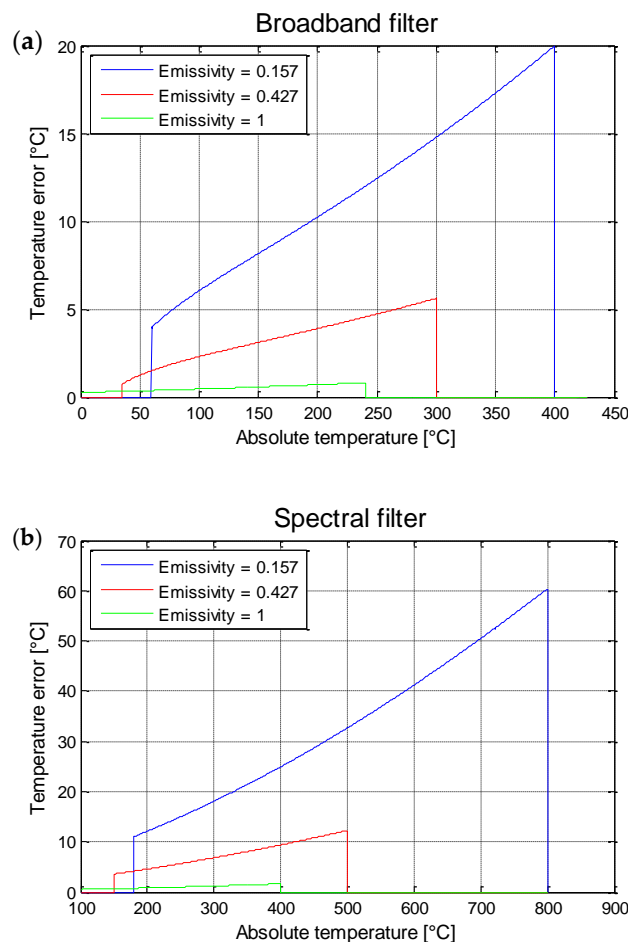 (a)
Broadband filter
Temperature error [°C]
20
15
10
5
0
Emissivity = 0.157
Emissivity = 0.427
Emissivity = 1
0 50 100 150 200 250 300 350 400 450
Absolute temperature [°C]
(b)
Spectral filter
Temperature error [°C]
70
60
50
40
30
20
10
0
Emissivity = 0.157
Emissivity = 0.427
Emissivity = 1
100 200 300 400 500 600 700 800 900
Absolute temperature [°C]